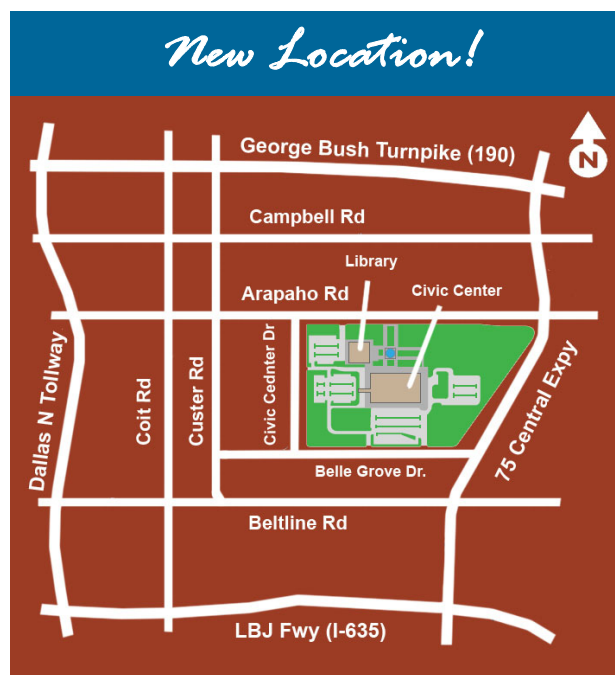 New Location!
N
George Bush Turnpike (190)
Campbell Rd
Library
Civic Center
Arapaho Rd
Dallas N Tollway
Coit Rd
Custer Rd
Civic Cednter Dr
75 Central Expy
Belle Grove Dr.
Beltline Rd
LBJ Fwy (I-635)